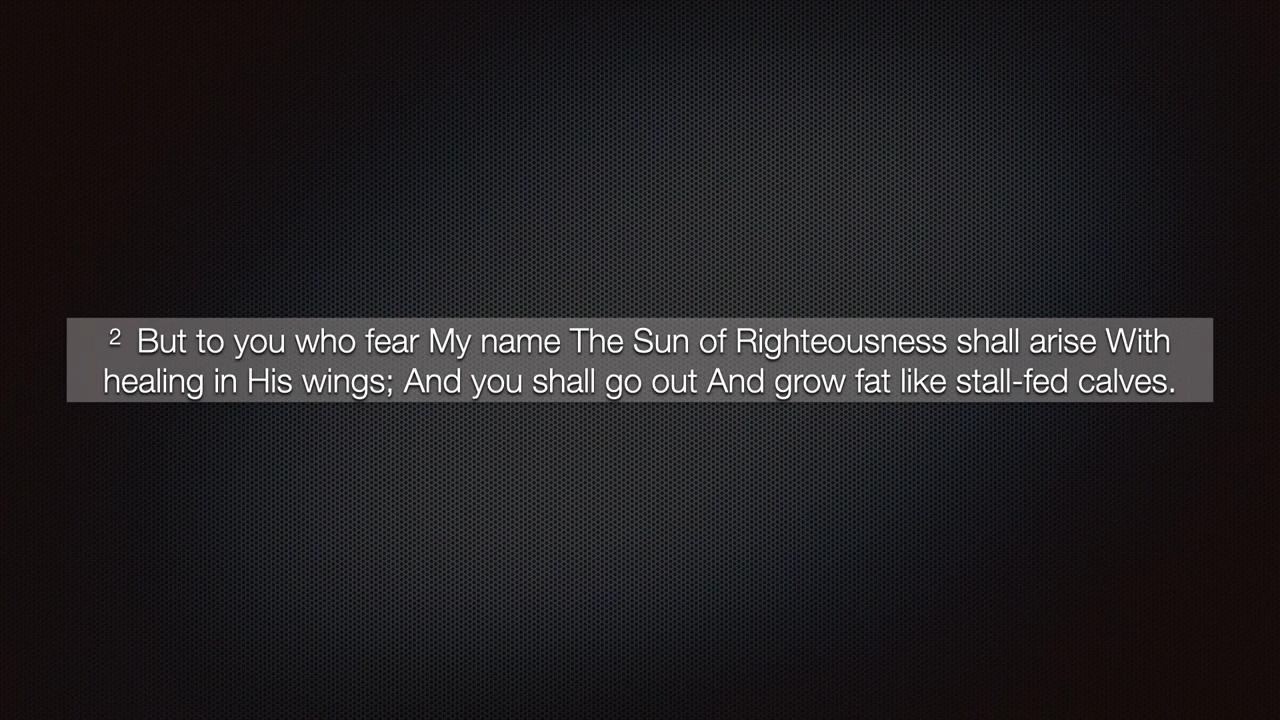 2 But to you who fear My name The Sun of Righteousness shall arise With
healing in His wings; And you shall go out And grow fat like stall-fed calves.